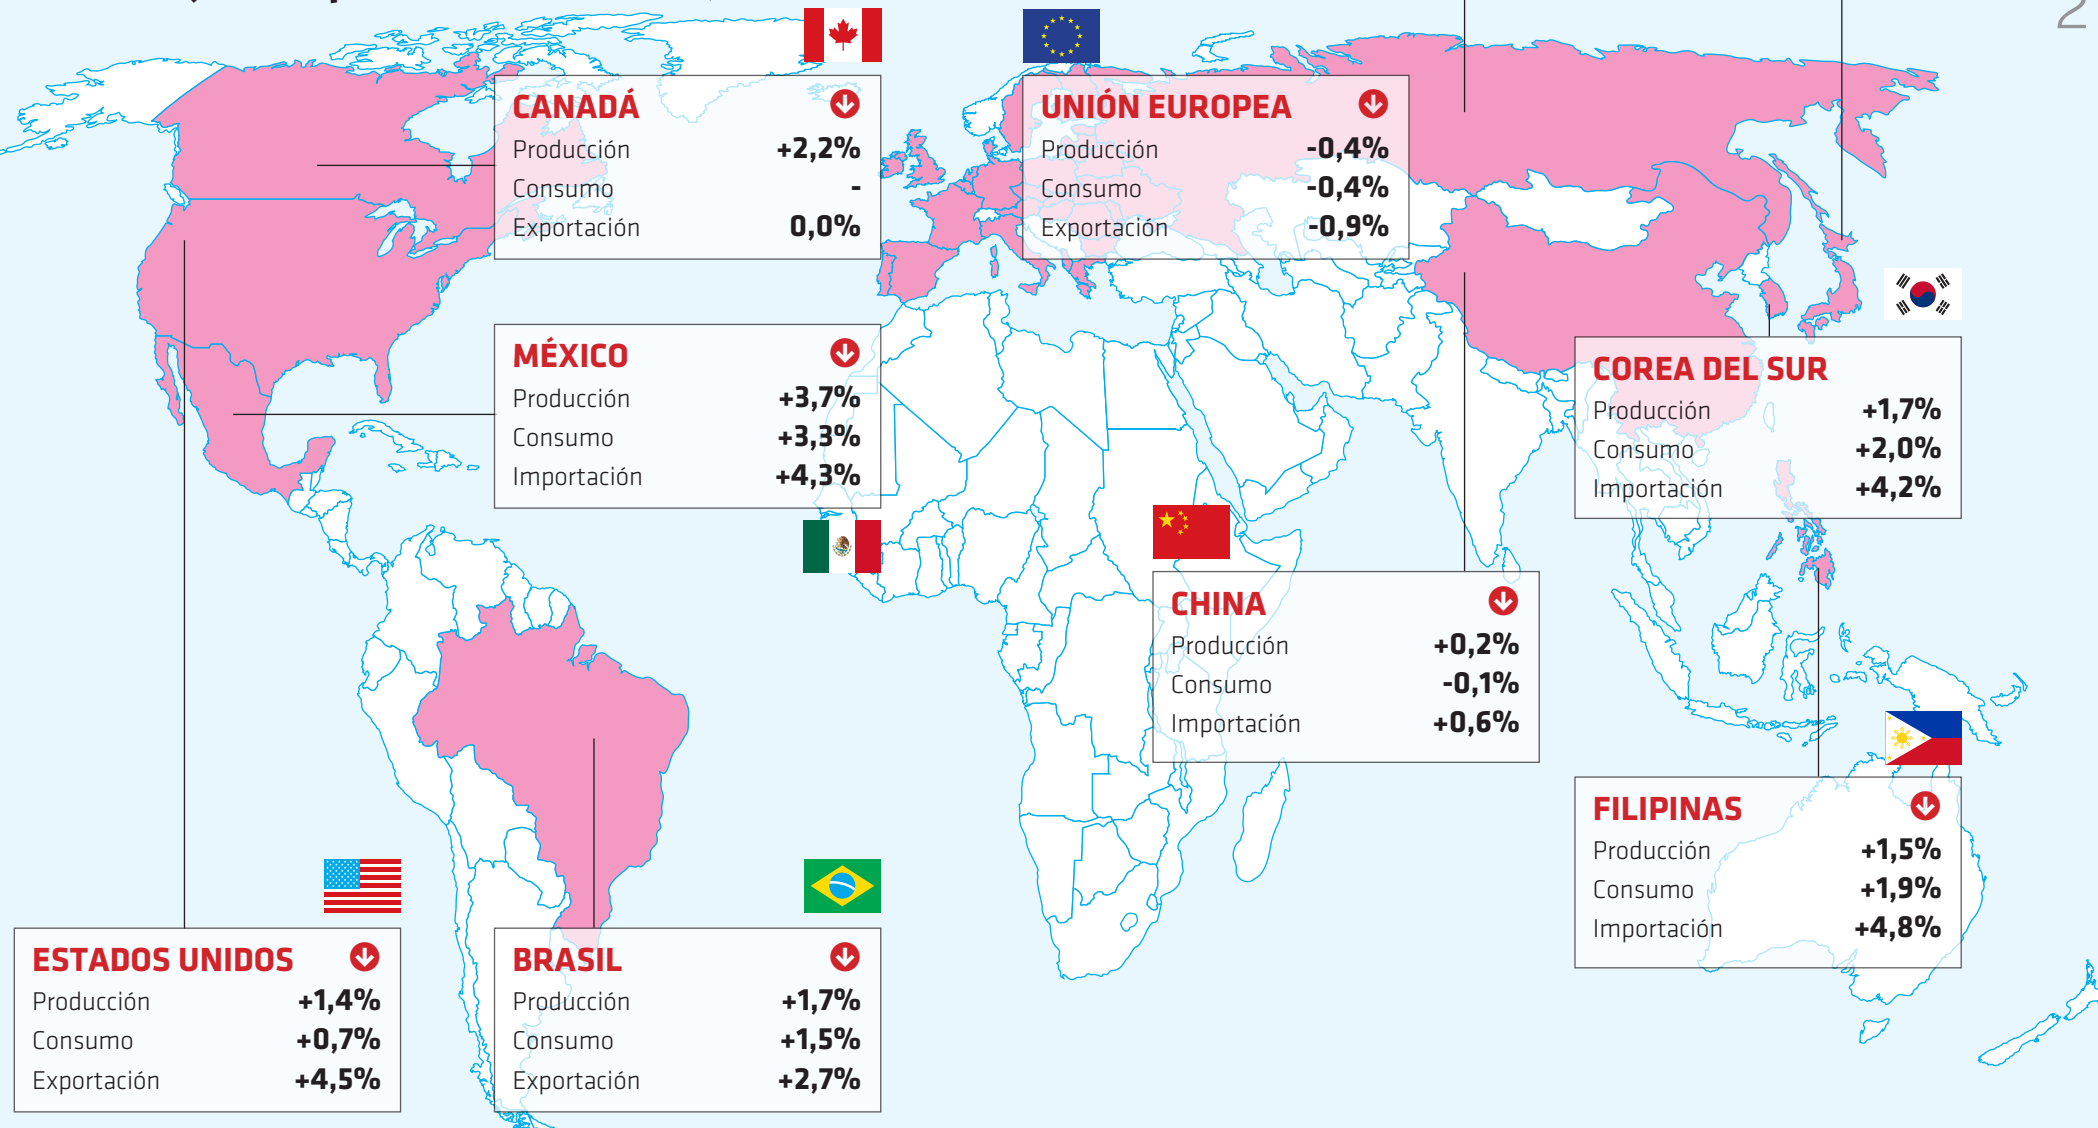 2
CANADÁ
Producción +2,2%
Consumo -
Exportación 0,0%
UNIÓN EUROPEA
Producción -0,4%
Consumo -0,4%
Exportación -0,9%
MÉXICO
Producción +3,7%
Consumo +3,3%
Importación +4,3%
COREA DEL SUR
Producción +1,7%
Consumo +2,0%
Importación +4,2%
CHINA
Producción +0,2%
Consumo -0,1%
Importación +0,6%
FILIPINAS
Producción +1,5%
Consumo +1,9%
Importación +4,8%
ESTADOS UNIDOS
Producción +1,4%
Consumo +0,7%
Exportación +4,5%
BRASIL
Producción +1,7%
Consumo +1,5%
Exportación +2,7%